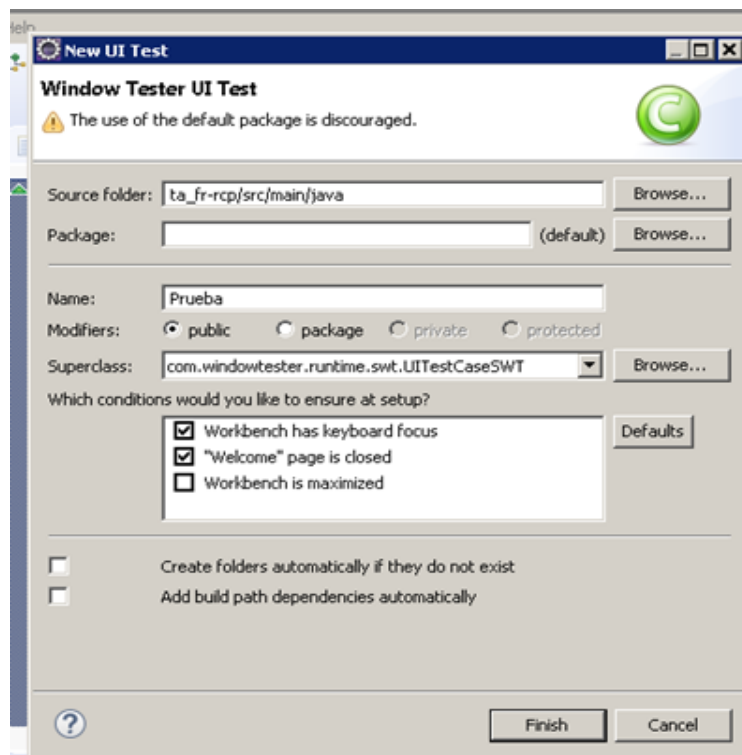 Help
New UI Test
Window Tester UI Test
The use of the default package is discouraged.
Source folder: ta_fr-rcp/src/main/java Browse...
Package: (default) Browse...
Name: Prueba
Modifiers: public package private protected
Superclass: com.windowtester.runtime.swt.UITestCaseSWT Browse...
Which conditions would you like to ensure at setup?
Workbench has keyboard focus Defaults
"Welcome" page is closed
Workbench is maximized
Create folders automatically if they do not exist
Add build path dependencies automatically
? Finish Cancel